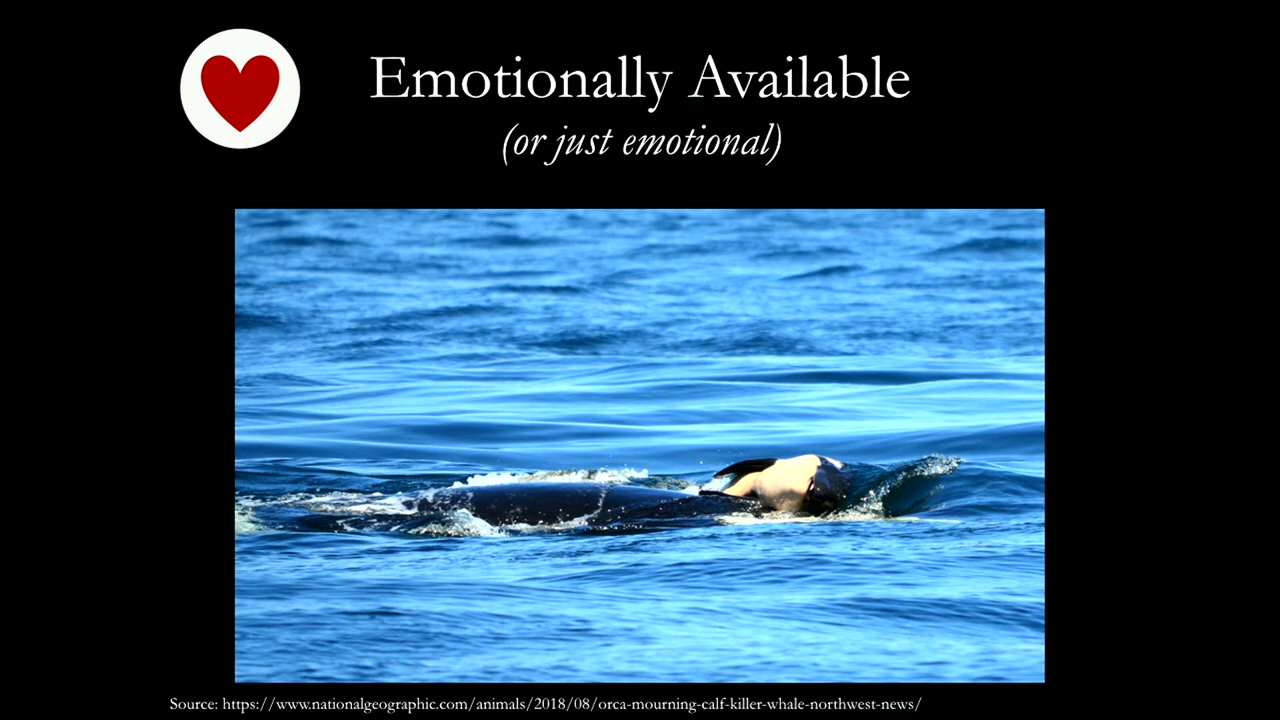 Emotionally Available
(or just emotional)
Source: https://www.nationalgeographic.com/animals/2018/08/orca-mourning-calf-killer-whale-northwest-news/